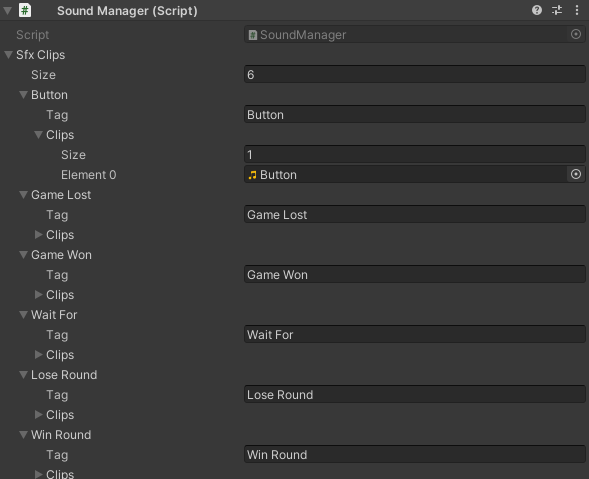 Sound Manager (Script)
Script SoundManager
Sfx Clips
Size 6
Button
Tag Button
Clips
Size 1
Element 0 Button
Game Lost
Tag Game Lost
Clips
Game Won
Tag Game Won
Clips
Wait For
Tag Wait For
Clips
Lose Round
Tag Lose Round
Clips
Win Round
Tag Win Round
Clips